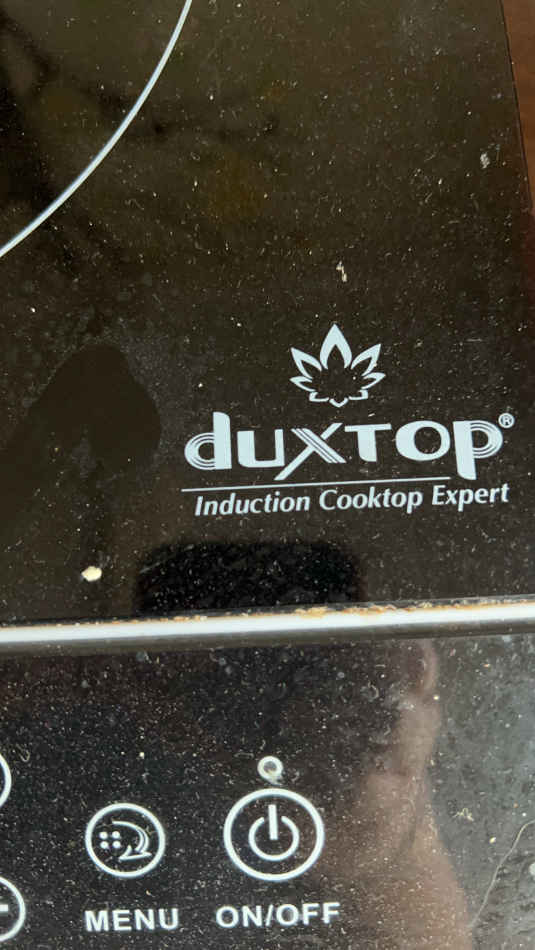 duxtop®
Induction Cooktop Expert
MENU ON/OFF